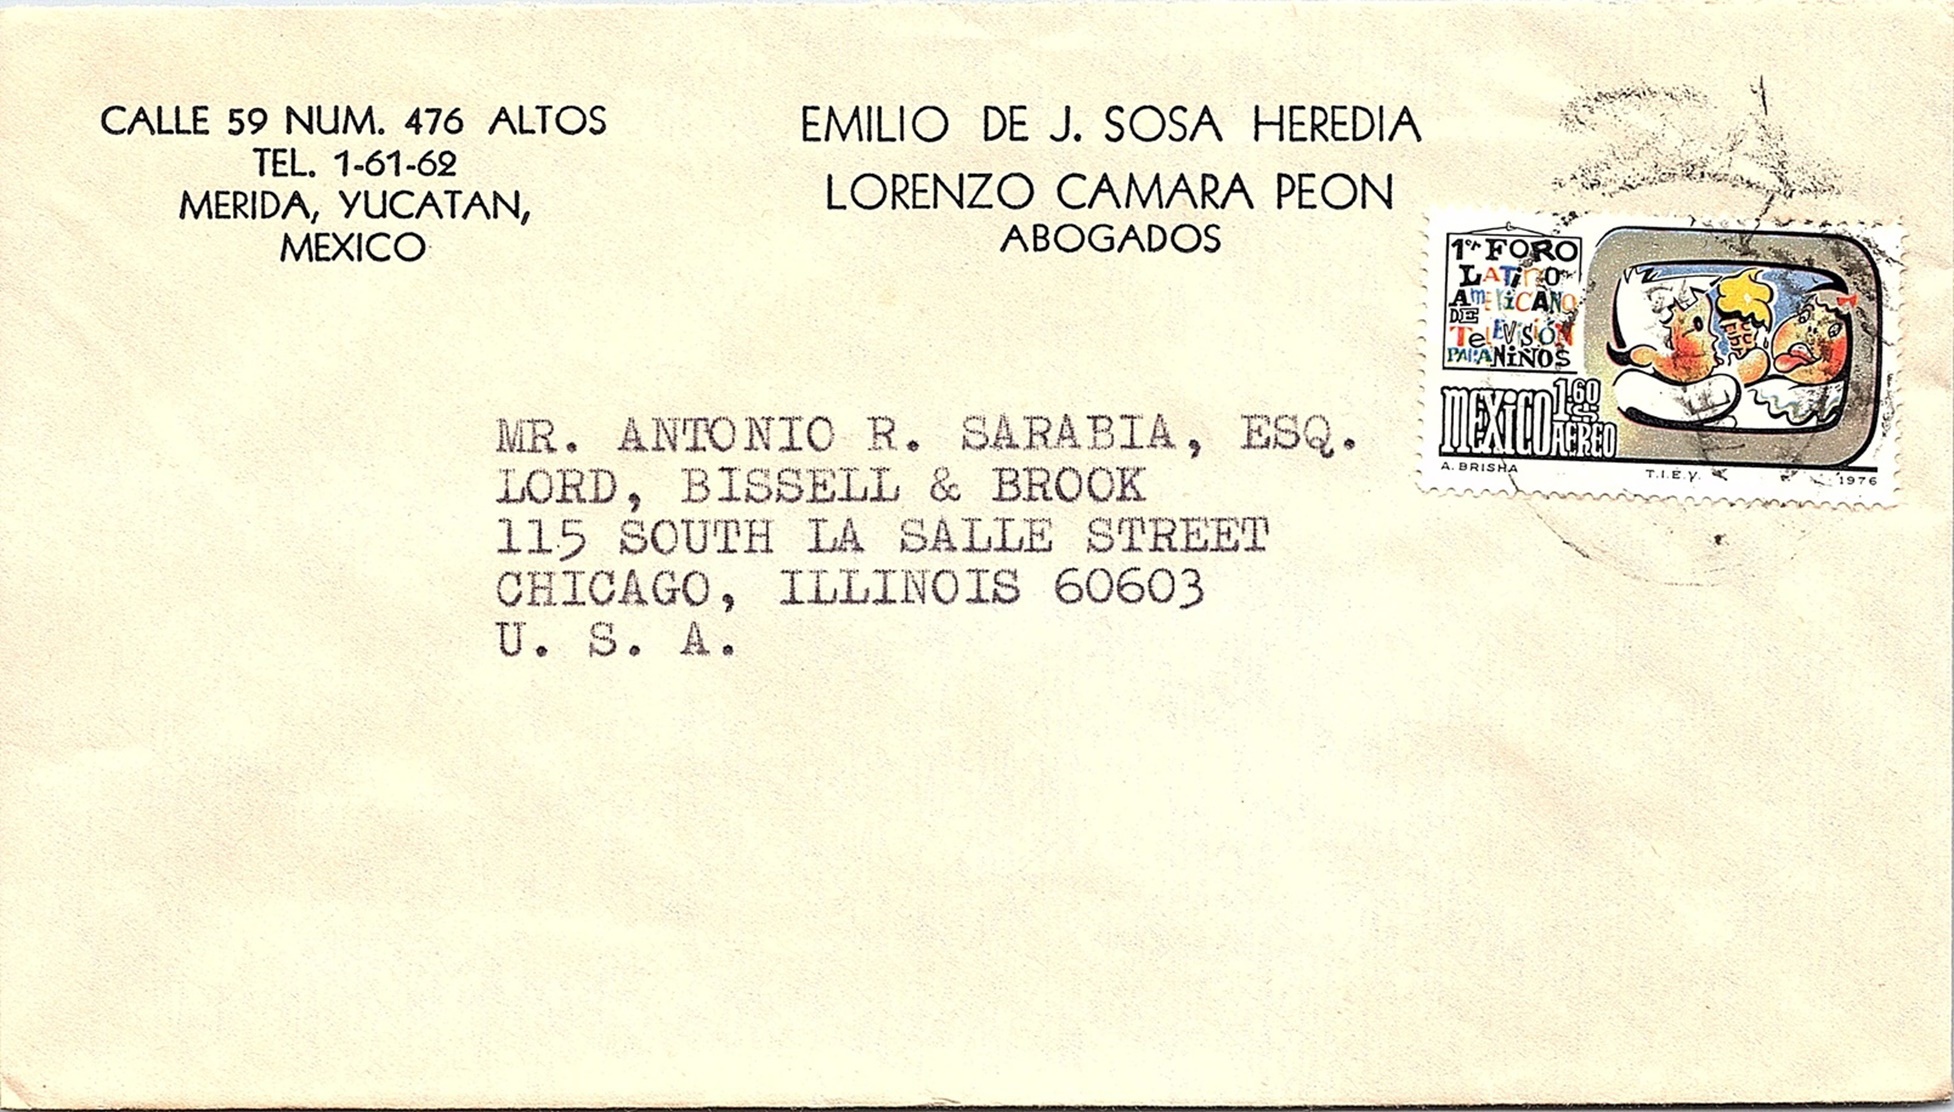 CALLE 59 NUM. 476 ALTOS
TEL. 1-61-62
MERIDA, YUCATAN,
MEXICO
EMILIO DE J. SOSA HEREDIA
LORENZO CAMARA PEON
ABOGADOS
1er FORO
LATiNO
AmeRiCANO
DE
TeLEVISIÓN
PARA NiÑOS
MEXiCO 1.60
AEREO
A. BRISHA T.I.E.V. 1976
MR. ANTONIO R. SARABIA, ESQ.
LORD, BISSELL & BROOK
115 SOUTH LA SALLE STREET
CHICAGO, ILLINOIS 60603
U. S. A.